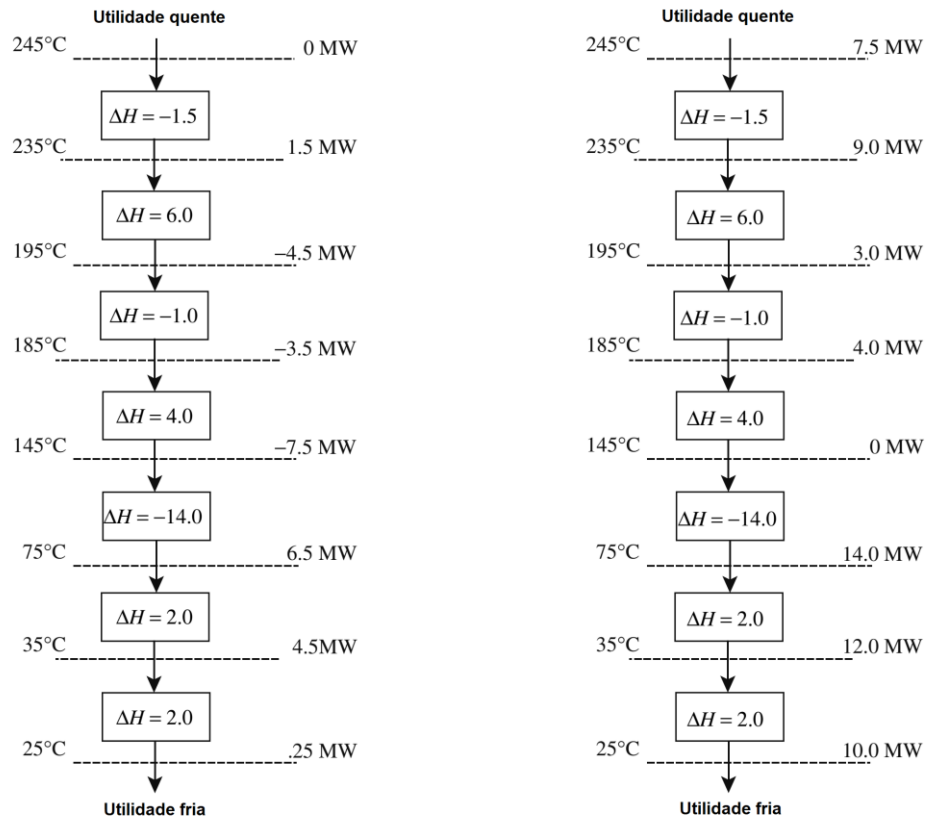 Utilidade quente
245°C 0 MW
ΔH = −1.5
235°C 1.5 MW
ΔH = 6.0
195°C −4.5 MW
ΔH = −1.0
185°C −3.5 MW
ΔH = 4.0
145°C −7.5 MW
ΔH = −14.0
75°C 6.5 MW
ΔH = 2.0
35°C 4.5MW
ΔH = 2.0
25°C .25 MW
Utilidade fria
Utilidade quente
245°C 7.5 MW
ΔH = −1.5
235°C 9.0 MW
ΔH = 6.0
195°C 3.0 MW
ΔH = −1.0
185°C 4.0 MW
ΔH = 4.0
145°C 0 MW
ΔH = −14.0
75°C 14.0 MW
ΔH = 2.0
35°C 12.0 MW
ΔH = 2.0
25°C 10.0 MW
Utilidade fria